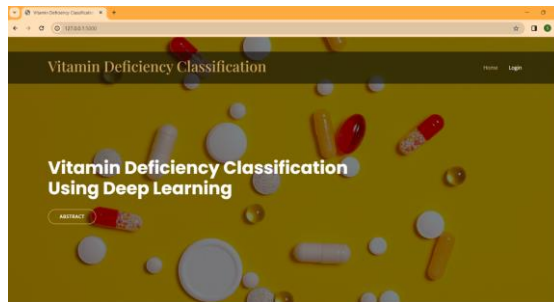 Vitamin Deficiency Classificatio
127.0.0.1:5000
Vitamin Deficiency Classification
Home Login
Vitamin Deficiency Classification
Using Deep Learning
ABSTRACT